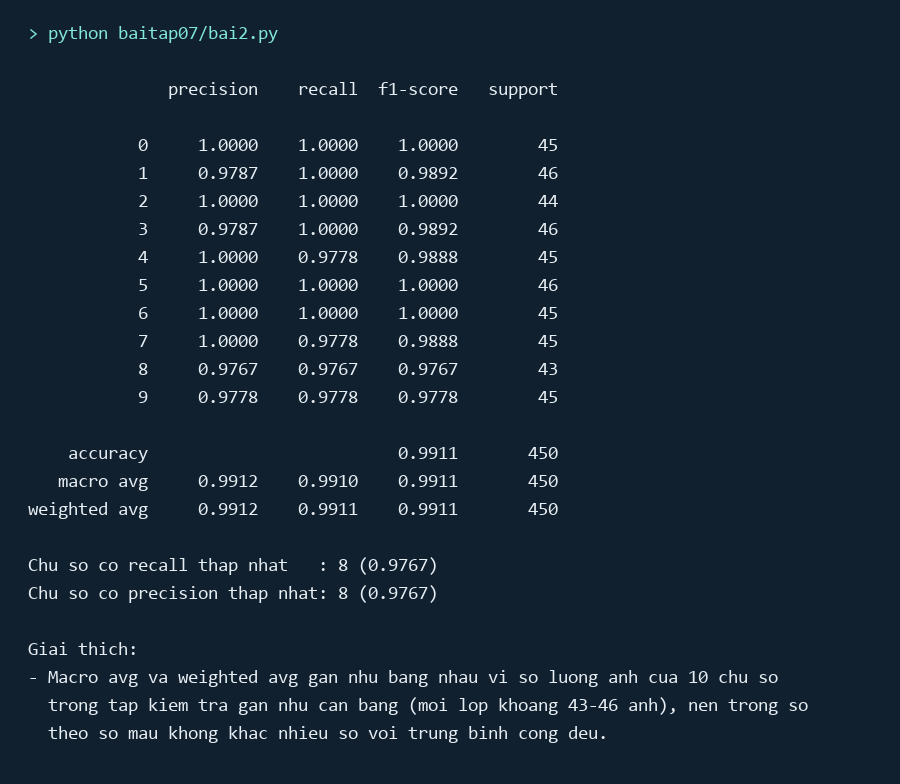 > python baitap07/bai2.py
              precision    recall  f1-score   support
           0     1.0000    1.0000    1.0000        45
           1     0.9787    1.0000    0.9892        46
           2     1.0000    1.0000    1.0000        44
           3     0.9787    1.0000    0.9892        46
           4     1.0000    0.9778    0.9888        45
           5     1.0000    1.0000    1.0000        46
           6     1.0000    1.0000    1.0000        45
           7     1.0000    0.9778    0.9888        45
           8     0.9767    0.9767    0.9767        43
           9     0.9778    0.9778    0.9778        45
    accuracy                         0.9911       450
   macro avg     0.9912    0.9910    0.9911       450
weighted avg     0.9912    0.9911    0.9911       450
Chu so co recall thap nhat   : 8 (0.9767)
Chu so co precision thap nhat: 8 (0.9767)
Giai thich:
- Macro avg va weighted avg gan nhu bang nhau vi so luong anh cua 10 chu so
  trong tap kiem tra gan nhu can bang (moi lop khoang 43-46 anh), nen trong so
  theo so mau khong khac nhieu so voi trung binh cong deu.